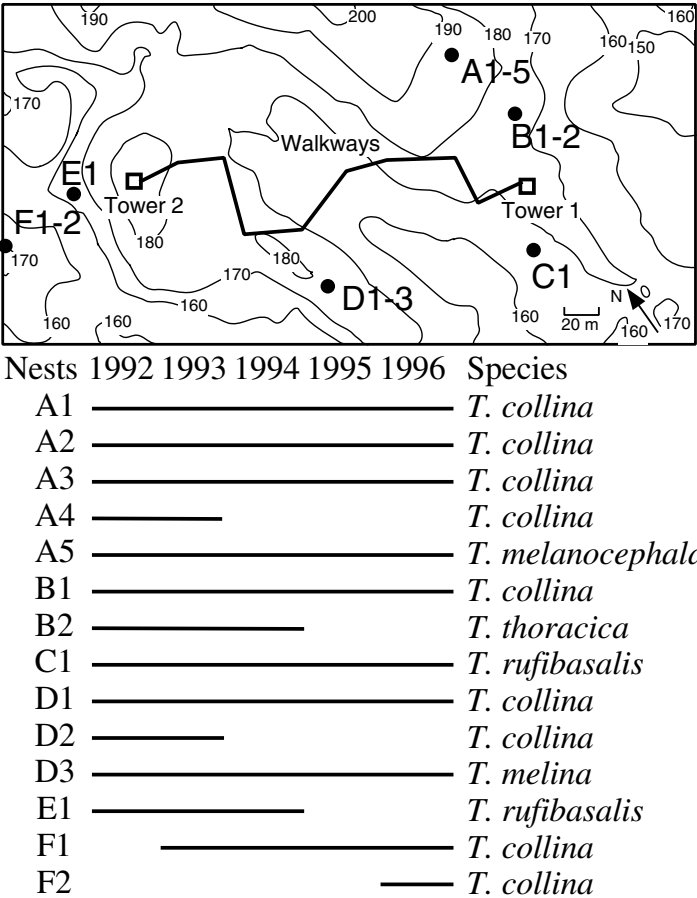 190
200
160
190
180
170
160
150
A1-5
170
B1-2
Walkways
E1
Tower 2
Tower 1
F1-2
180
180
170
170
C1
D1-3
N
160
160
160
160
20 m
160
170
Nests 1992 1993 1994 1995 1996 Species
A1 T. collina
A2 T. collina
A3 T. collina
A4 T. collina
A5 T. melanocephala
B1 T. collina
B2 T. thoracica
C1 T. rufibasalis
D1 T. collina
D2 T. collina
D3 T. melina
E1 T. rufibasalis
F1 T. collina
F2 T. collina